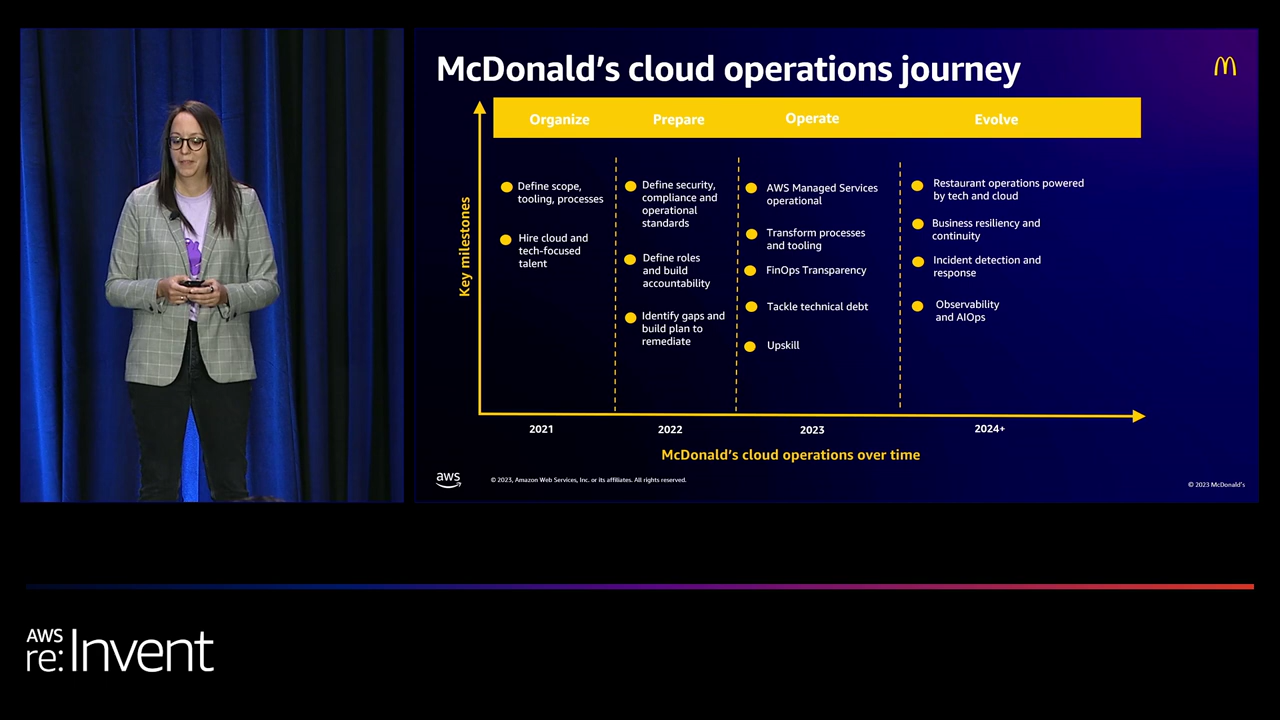 McDonald’s cloud operations journey
Organize
Prepare
Operate
Evolve
Key milestones
Define scope,
tooling, processes
Hire cloud and
tech-focused
talent
Define security,
compliance and
operational
standards
Define roles
and build
accountability
Identify gaps and
build plan to
remediate
AWS Managed Services
operational
Transform processes
and tooling
FinOps Transparency
Tackle technical debt
Upskill
Restaurant operations powered
by tech and cloud
Business resiliency and
continuity
Incident detection and
response
Observability
and AIOps
2021
2022
2023
2024+
McDonald’s cloud operations over time
aws
© 2023, Amazon Web Services, Inc. or its affiliates. All rights reserved.
© 2023 McDonald’s
AWS
re:Invent